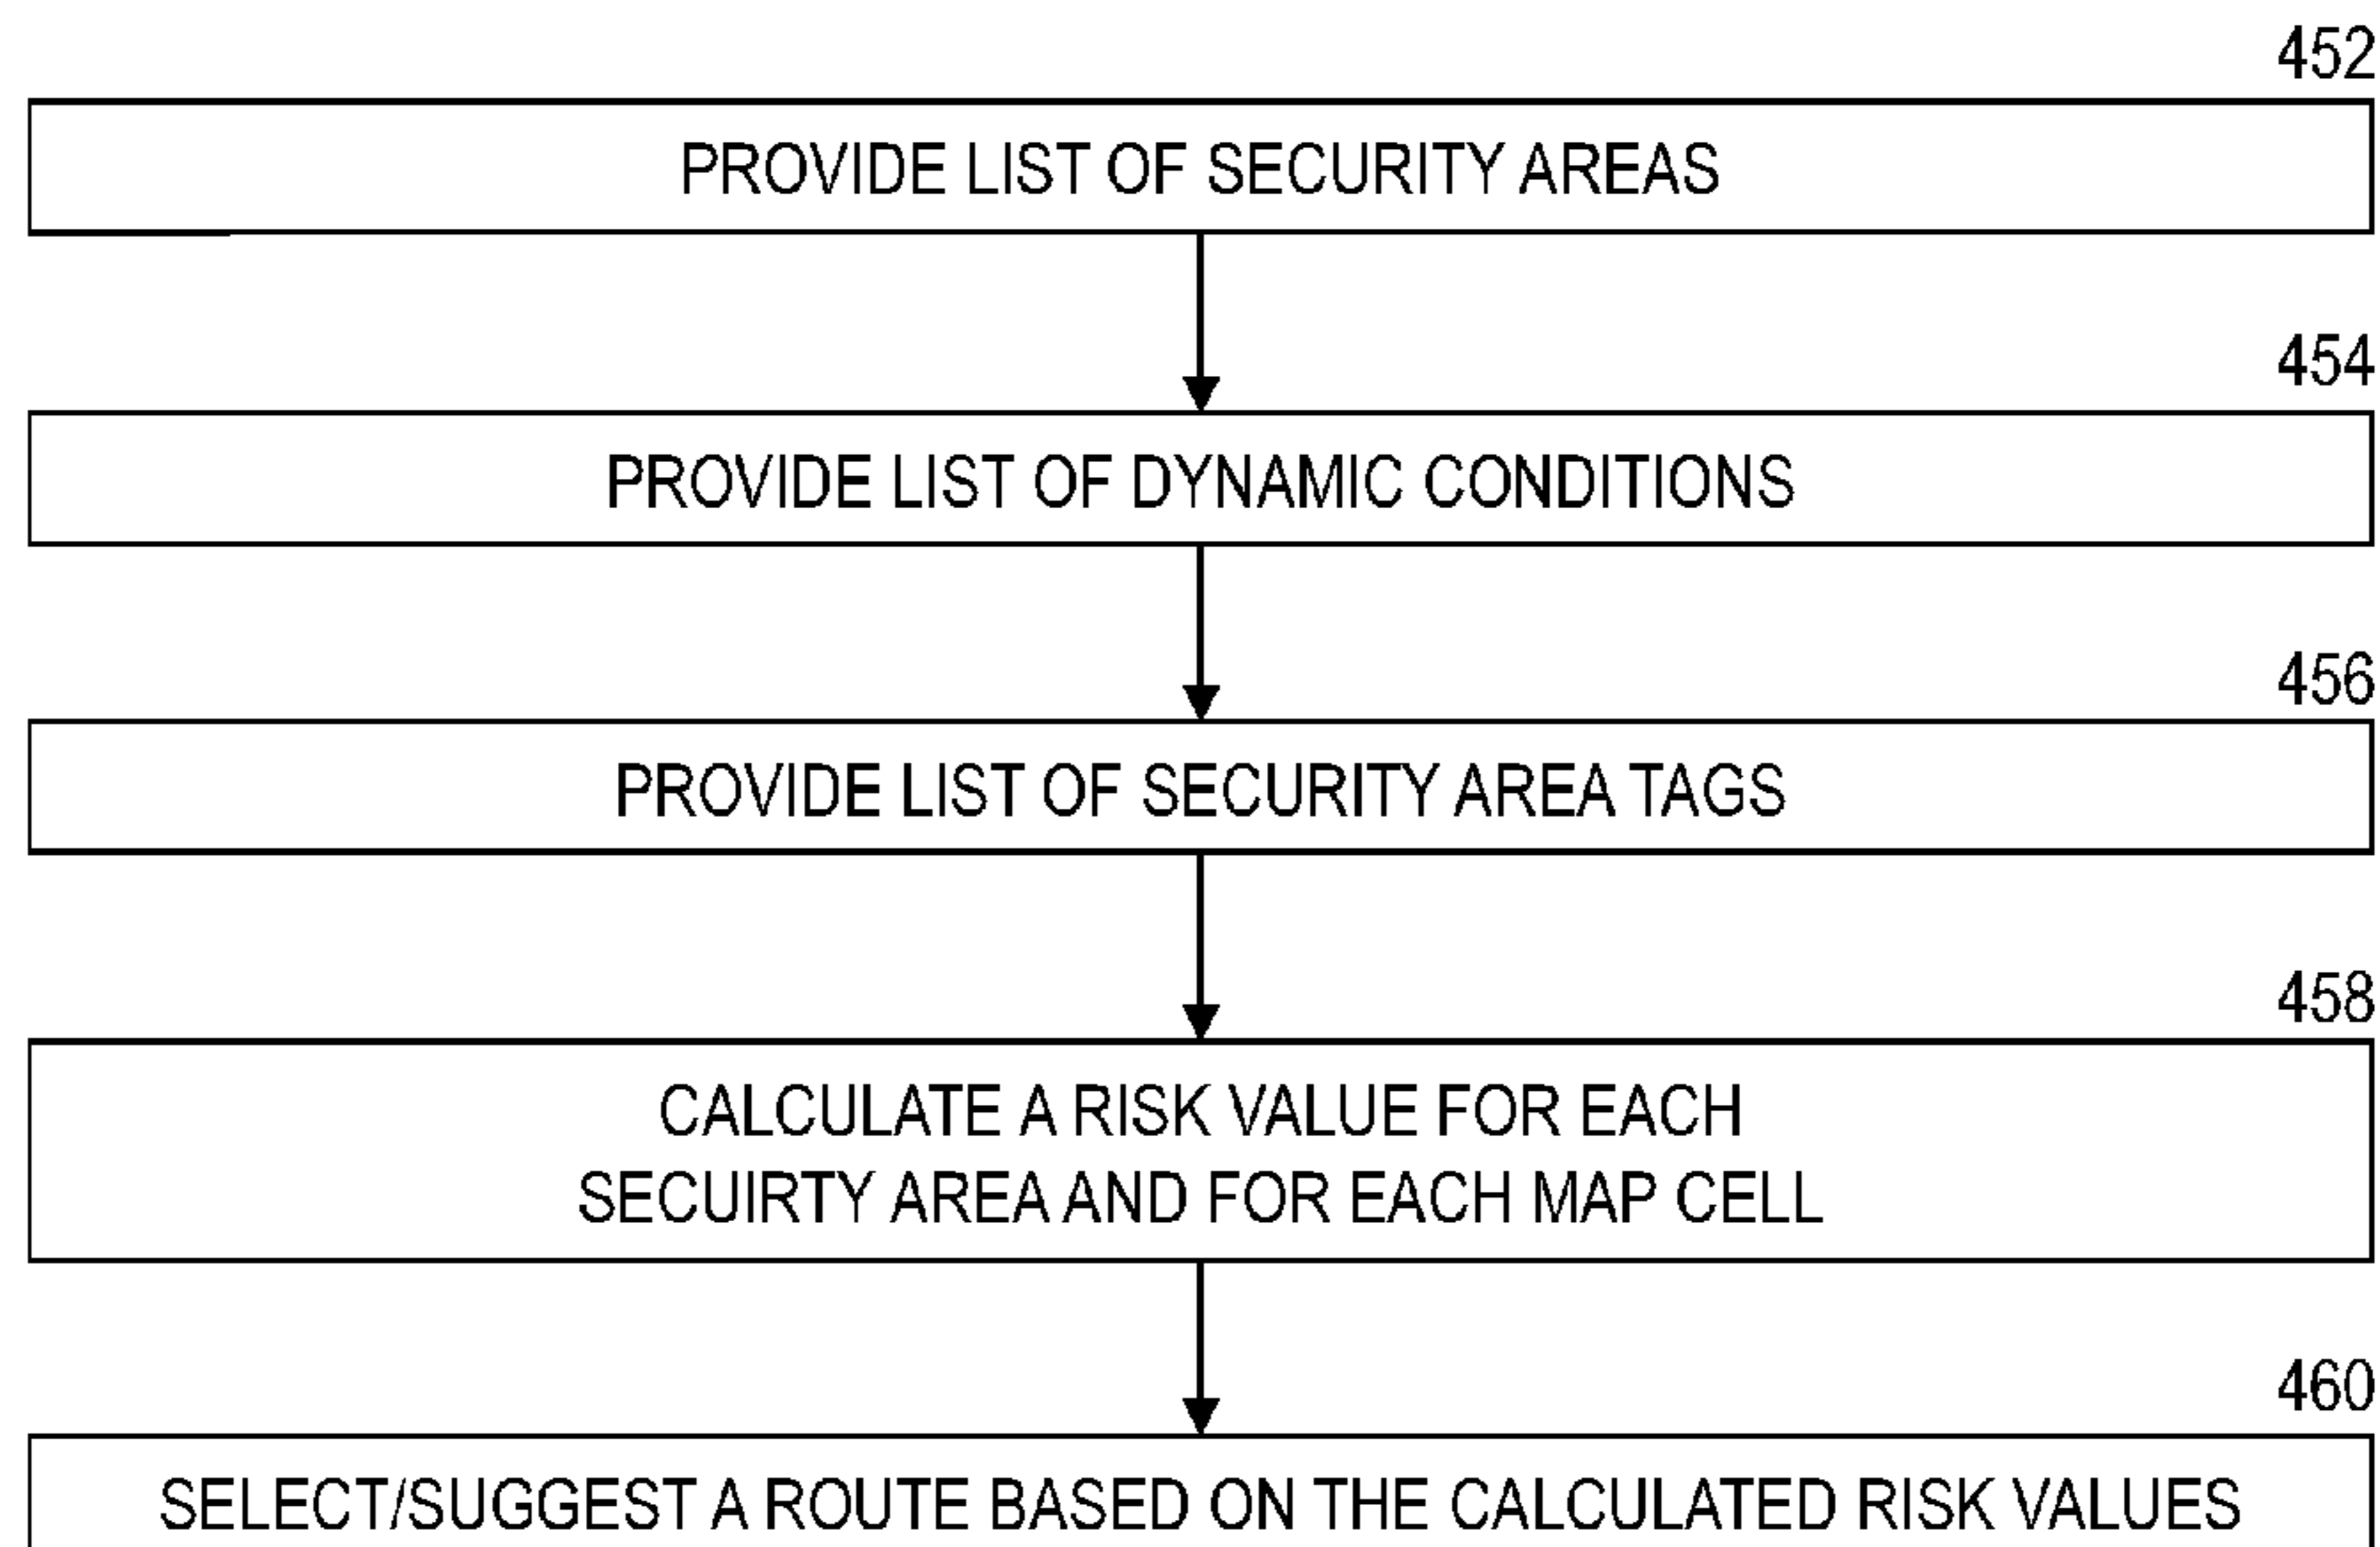 452
PROVIDE LIST OF SECURITY AREAS
454
PROVIDE LIST OF DYNAMIC CONDITIONS
456
PROVIDE LIST OF SECURITY AREA TAGS
458
CALCULATE A RISK VALUE FOR EACH
SECUIRTY AREA AND FOR EACH MAP CELL
460
SELECT/SUGGEST A ROUTE BASED ON THE CALCULATED RISK VALUES